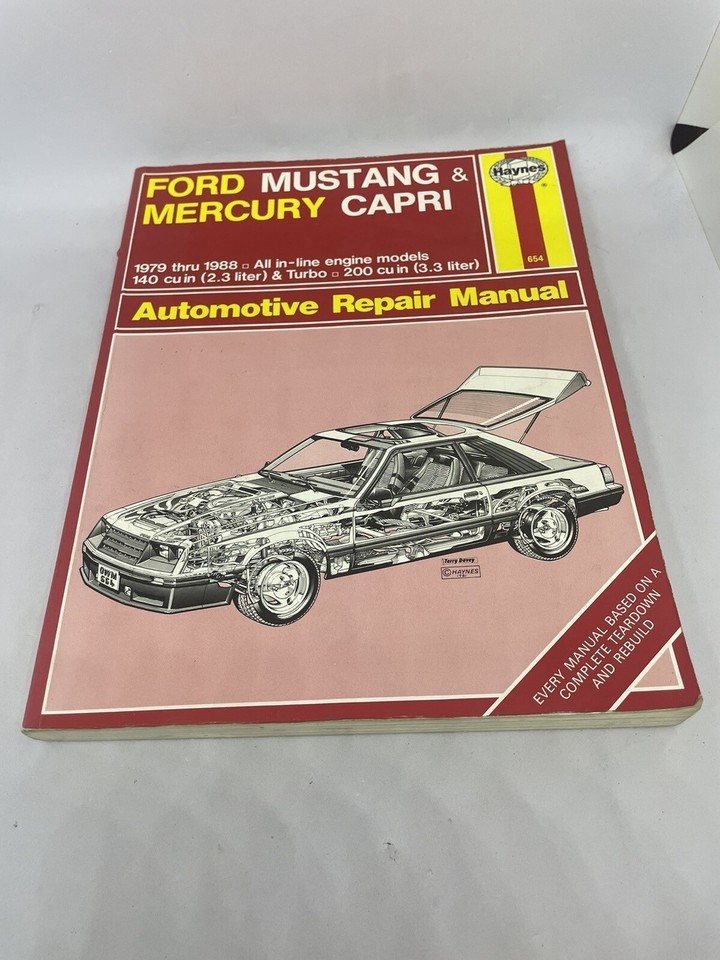 FORD MUSTANG &
MERCURY CAPRI
Haynes
®
654
1979 thru 1988 □ All in-line engine models
140 cu in (2.3 liter) & Turbo □ 200 cu in (3.3 liter)
Automotive Repair Manual
Terry Davey
© HAYNES
1981
EVERY MANUAL BASED ON A
COMPLETE TEARDOWN
AND REBUILD